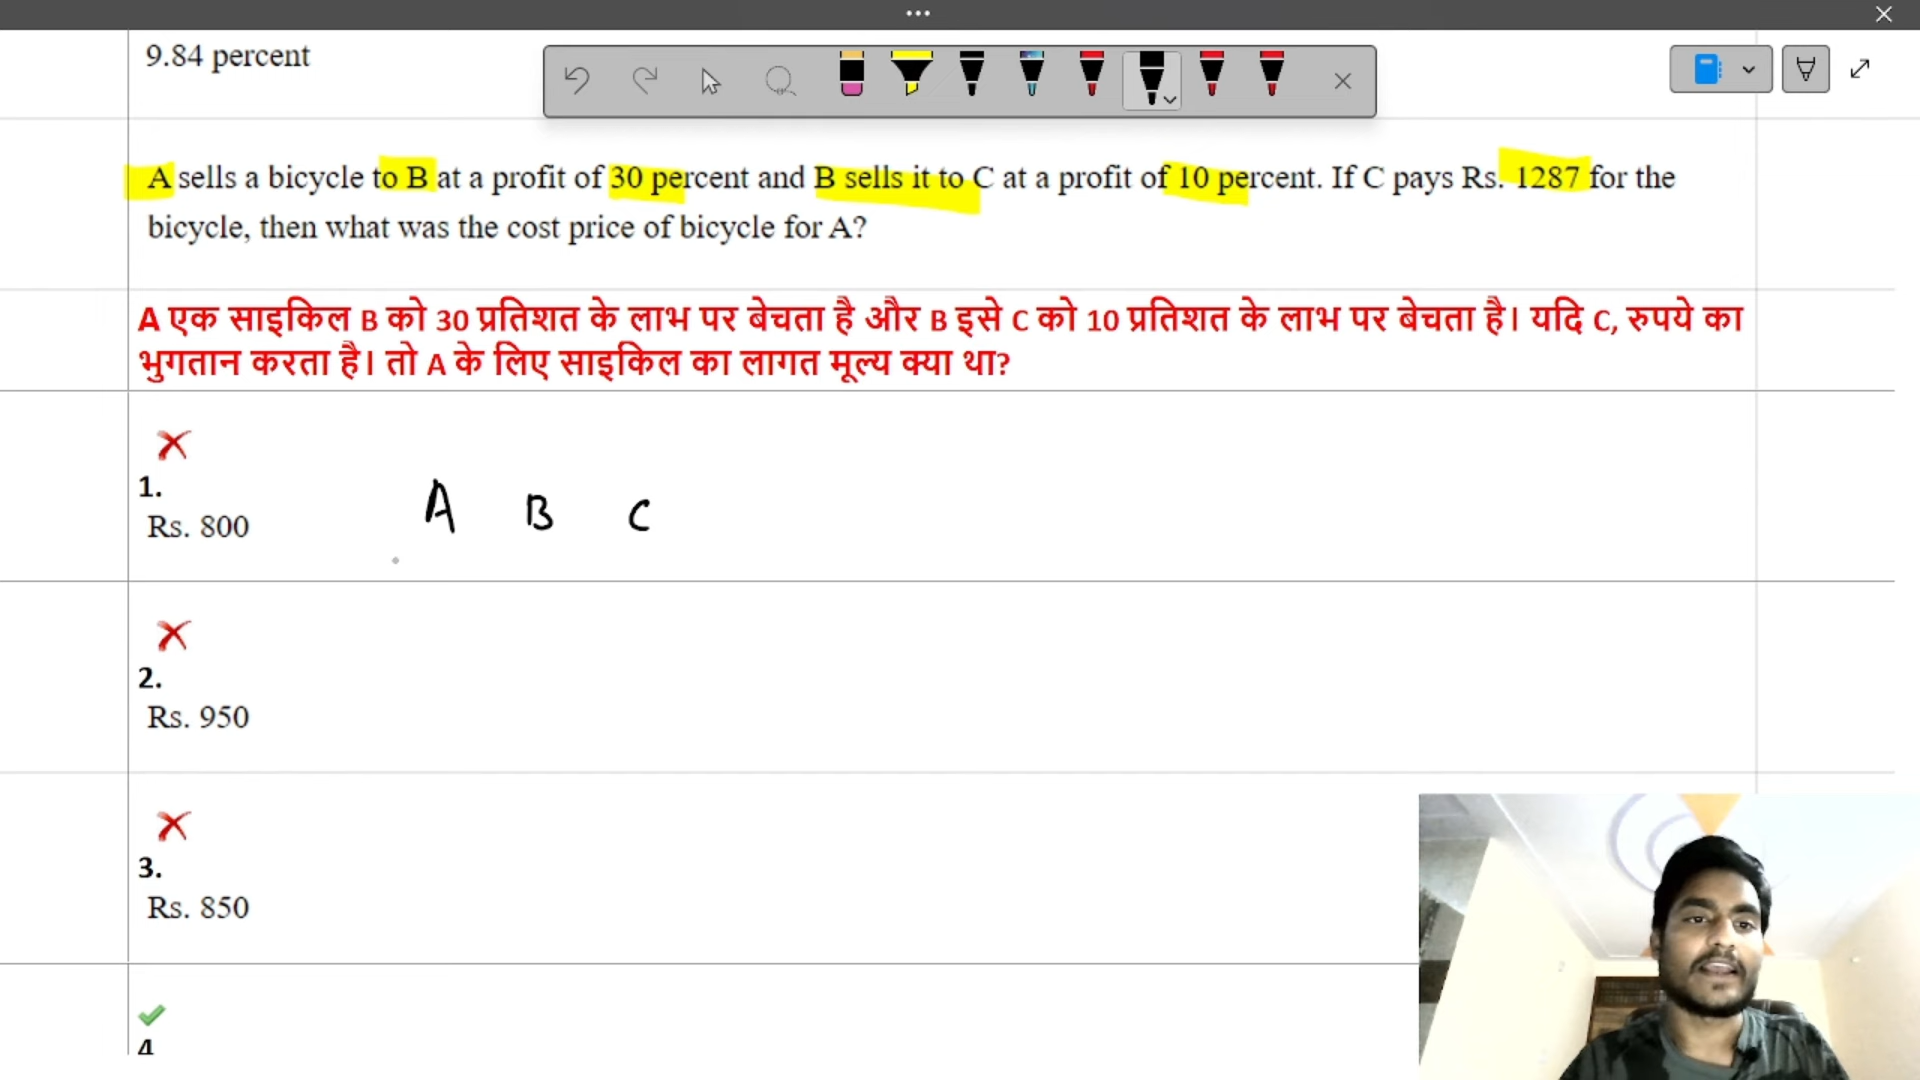 9.84 percent
A sells a bicycle to B at a profit of 30 percent and B sells it to C at a profit of 10 percent. If C pays Rs. 1287 for the
bicycle, then what was the cost price of bicycle for A?
A एक साइकिल B को 30 प्रतिशत के लाभ पर बेचता है और B इसे C को 10 प्रतिशत के लाभ पर बेचता है। यदि C, रुपये का
भुगतान करता है। तो A के लिए साइकिल का लागत मूल्य क्या था?
1.
Rs. 800
A B C
2.
Rs. 950
3.
Rs. 850
4